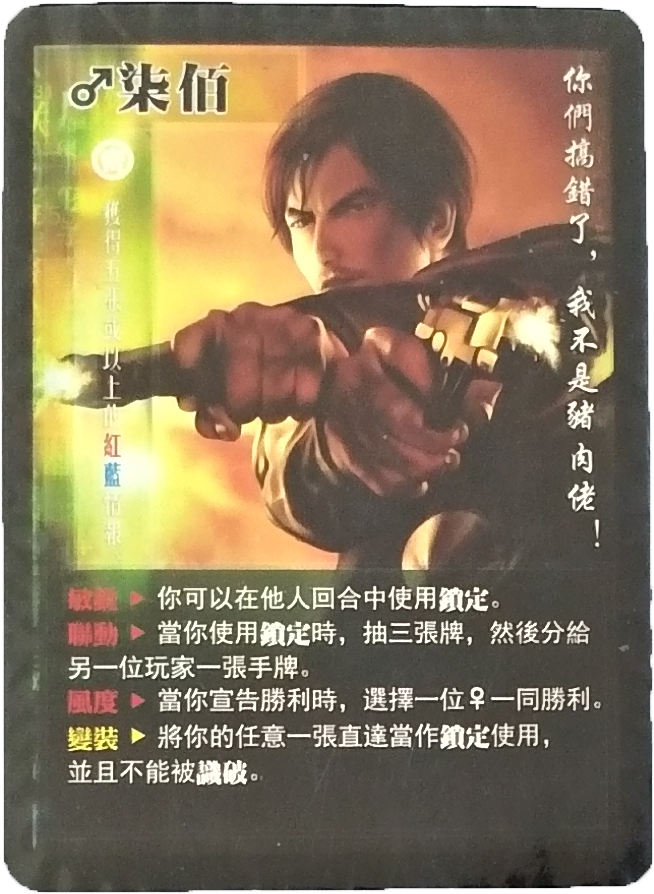 ♂柒佰
你們搞錯了，我不是豬肉佬！
獲得五張或以上的紅藍情報
敏銳 ▶ 你可以在他人回合中使用鎖定。
聯動 ▶ 當你使用鎖定時，抽三張牌，然後分給
另一位玩家一張手牌。
風度 ▶ 當你宣告勝利時，選擇一位♀一同勝利。
變裝 ▶ 將你的任意一張直達當作鎖定使用，
並且不能被識破。